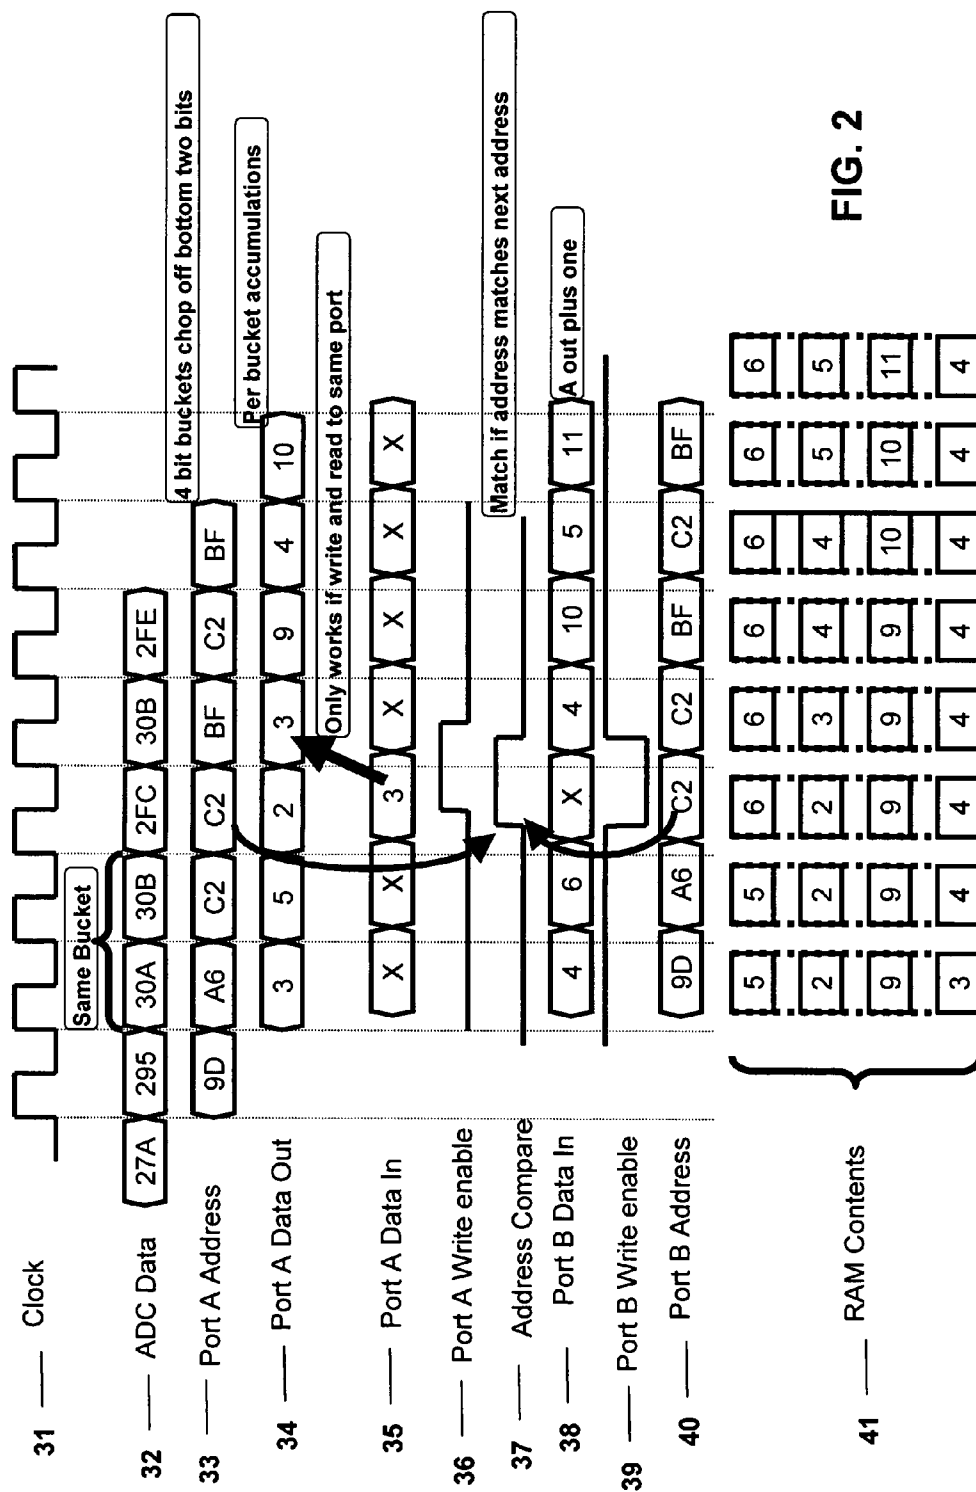 31 Clock
Same Bucket
32 ADC Data 27A 295 30A 30B 2FC 30B 2FE
4 bit buckets chop off bottom two bits
33 Port A Address 9D A6 C2 C2 BF C2 BF
Per bucket accumulations
34 Port A Data Out 3 5 2 3 9 4 10
Only works if write and read to same port
35 Port A Data In X X 3 X X X X
36 Port A Write enable
Match if address matches next address
37 Address Compare
38 Port B Data In 4 6 X 4 10 5 11 A out plus one
39 Port B Write enable
40 Port B Address 9D A6 C2 C2 BF C2 BF
41 RAM Contents
5 5 6 6 6 6 6 6
2 2 2 3 4 4 5 5
9 9 9 9 9 10 10 11
3 4 4 4 4 4 4 4
FIG. 2